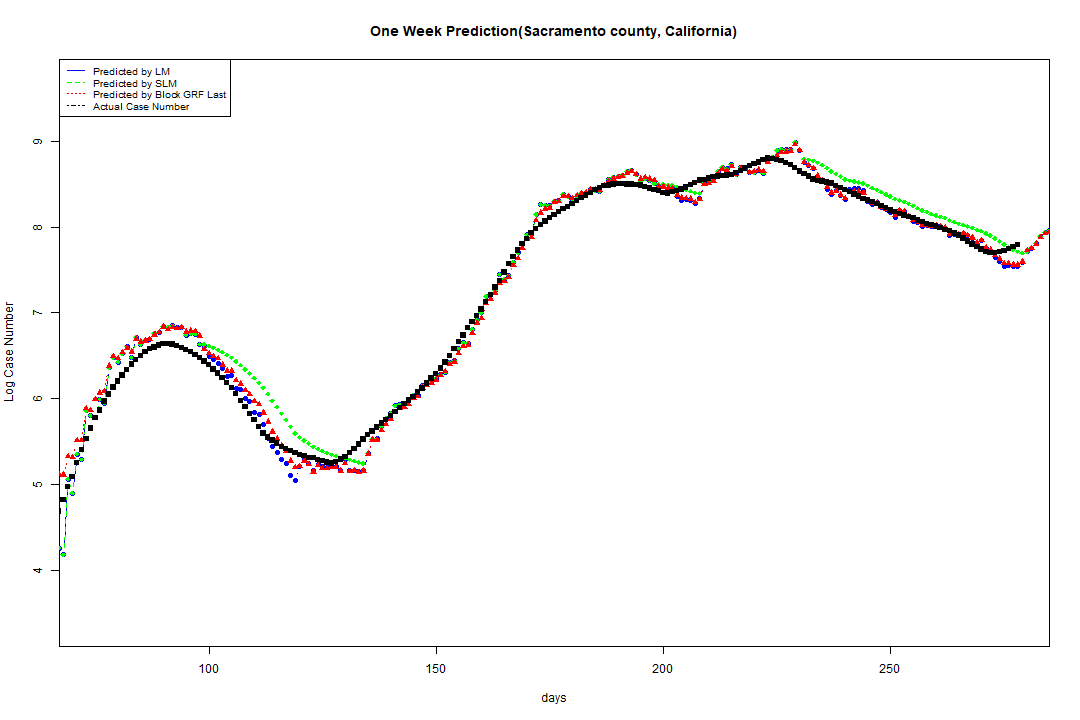 One Week Prediction(Sacramento county, California)
Predicted by LM
Predicted by SLM
Predicted by Block GRF Last
Actual Case Number
9
8
7
6
5
4
Log Case Number
100
150
200
250
days